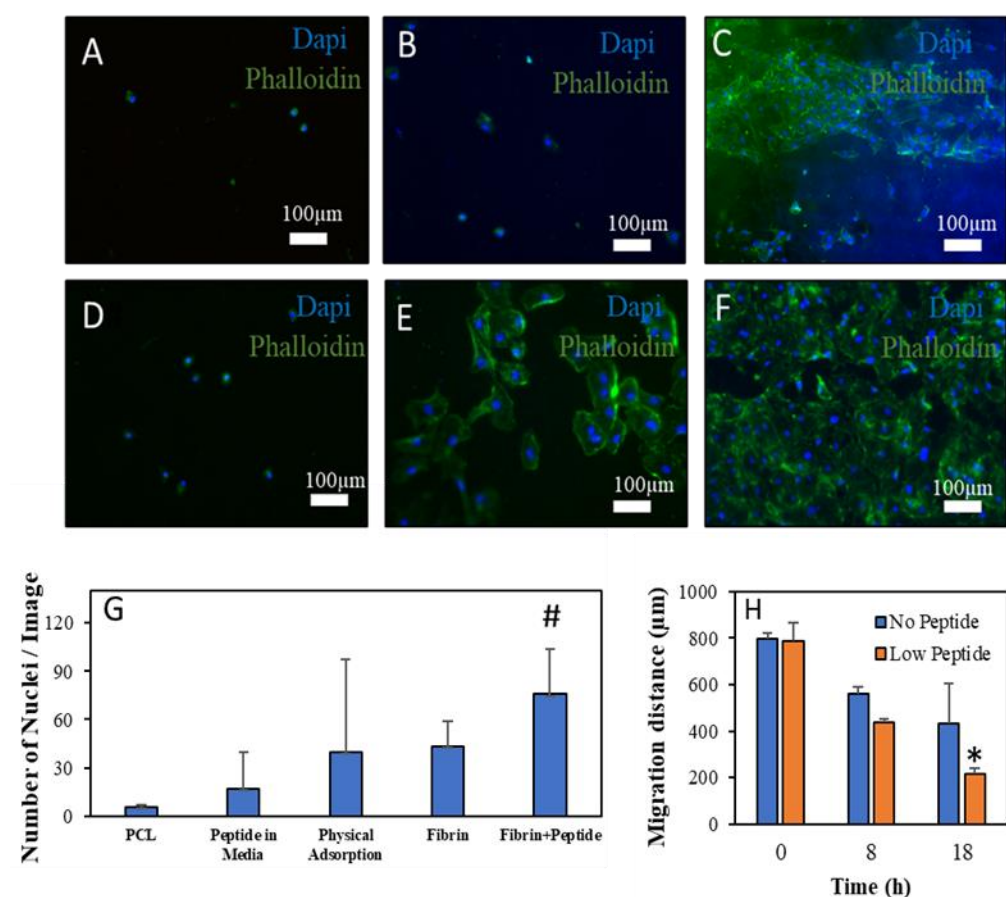 A
Dapi
Phalloidin
100μm
B
Dapi
Phalloidin
100μm
C
Dapi
Phalloidin
100μm
D
Dapi
Phalloidin
100μm
E
Dapi
Phalloidin
100μm
F
Dapi
Phalloidin
100μm
G
Number of Nuclei / Image
120
90
60
30
0
#
PCL
Peptide in
Media
Physical
Adsorption
Fibrin
Fibrin+Peptide
H
Migration distance (μm)
1000
800
600
400
200
0
No Peptide
Low Peptide
*
0
8
18
Time (h)